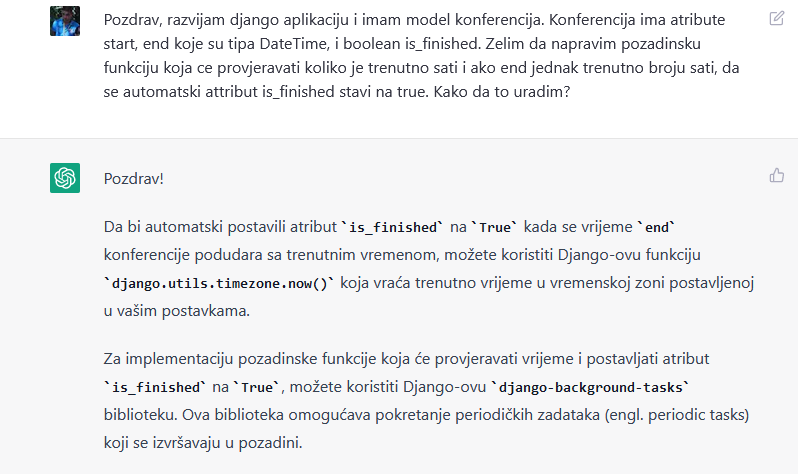 Pozdrav, razvijam django aplikaciju i imam model konferencija. Konferencija ima atribute
start, end koje su tipa DateTime, i boolean is_finished. Zelim da napravim pozadinsku
funkciju koja ce provjeravati koliko je trenutno sati i ako end jednak trenutno broju sati, da
se automatski attribut is_finished stavi na true. Kako da to uradim?
Pozdrav!
Da bi automatski postavili atribut `is_finished` na `True` kada se vrijeme `end`
konferencije podudara sa trenutnim vremenom, možete koristiti Django-ovu funkciju
`django.utils.timezone.now()` koja vraća trenutno vrijeme u vremenskoj zoni postavljenoj
u vašim postavkama.
Za implementaciju pozadinske funkcije koja će provjeravati vrijeme i postavljati atribut
`is_finished` na `True`, možete koristiti Django-ovu `django-background-tasks`
biblioteku. Ova biblioteka omogućava pokretanje periodičkih zadataka (engl. periodic tasks)
koji se izvršavaju u pozadini.